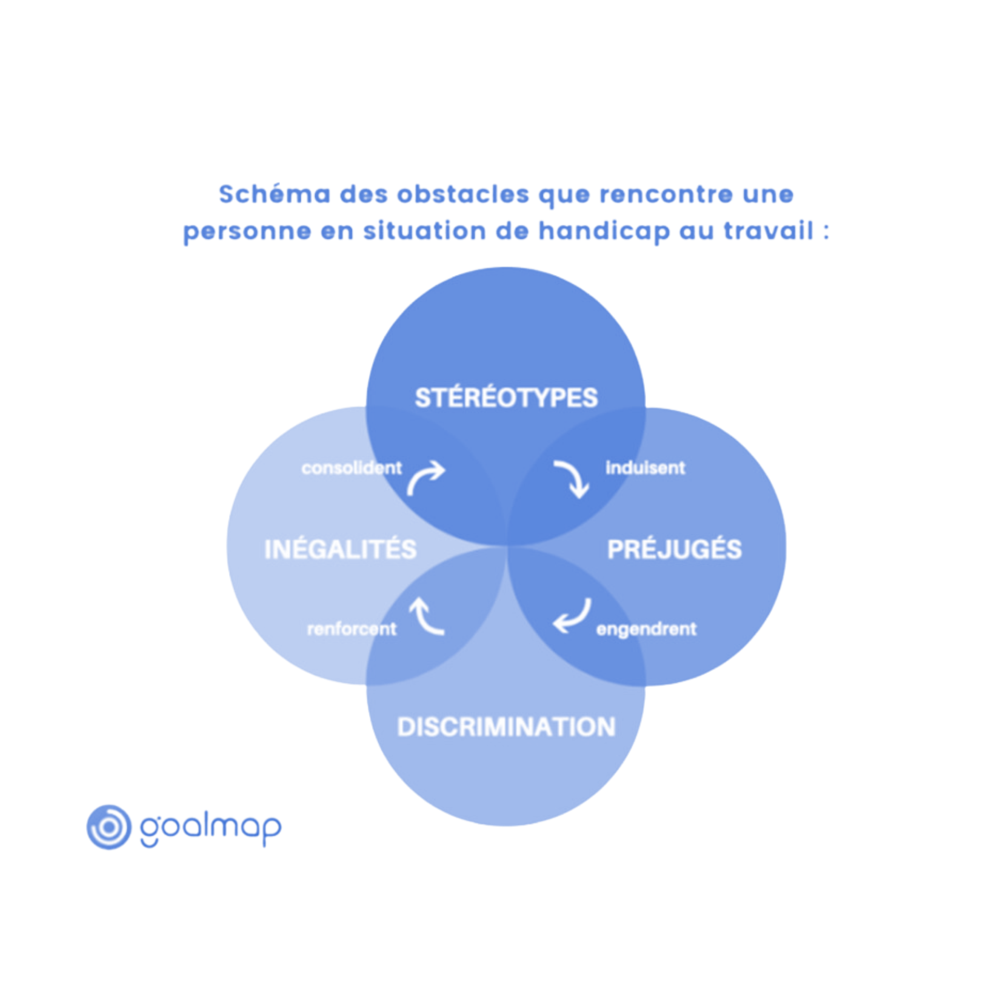 Schéma des obstacles que rencontre une
personne en situation de handicap au travail :
STÉRÉOTYPES
consolident
induisent
INÉGALITÉS
PRÉJUGÉS
renforcent
engendrent
DISCRIMINATION
goalmap